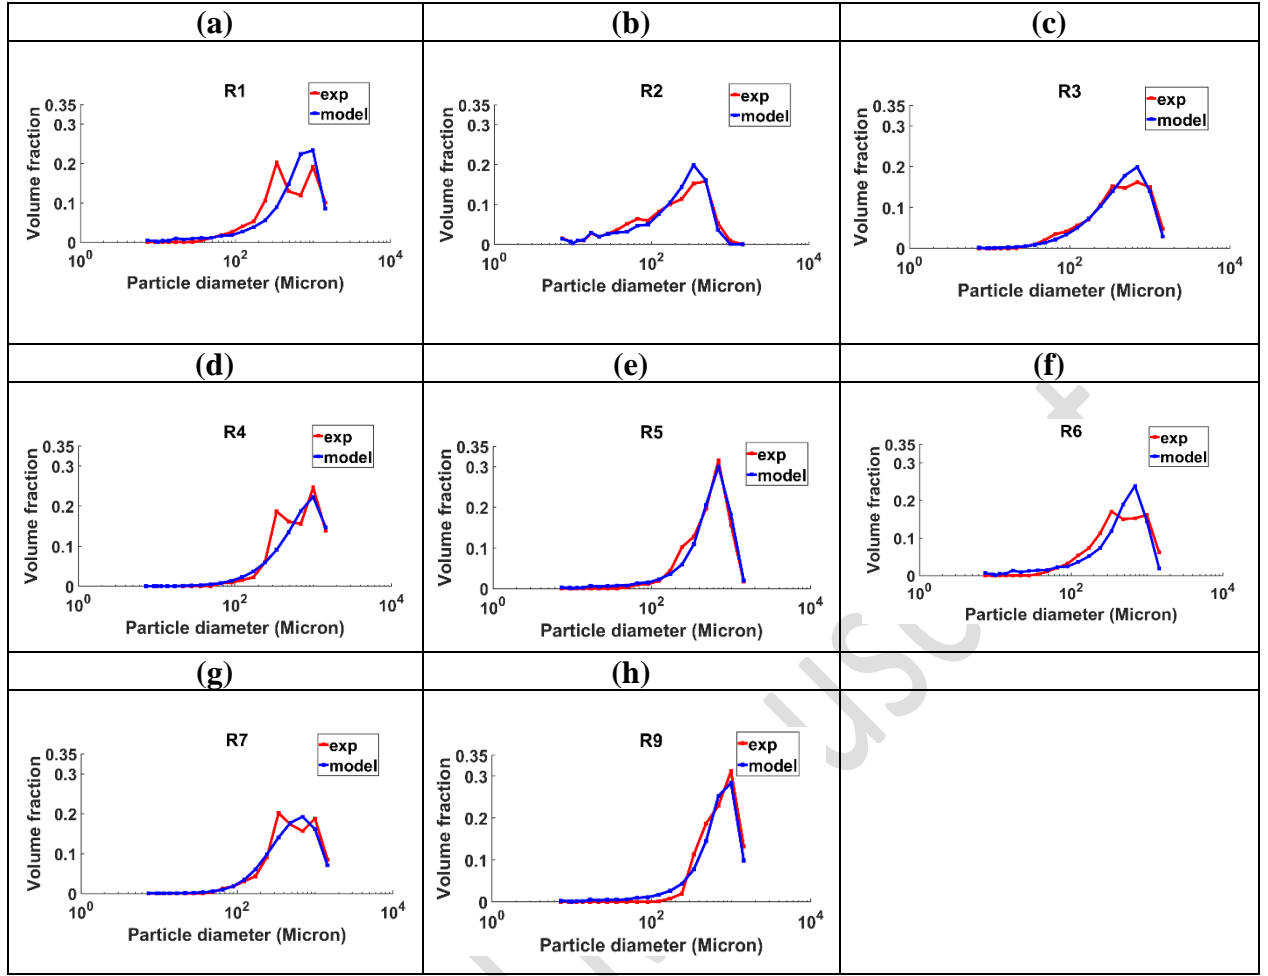 (a) (b) (c)
R1
exp
model
0.35
0.3
0.2
0.1
0
Volume fraction
10^0 10^2 10^4
Particle diameter (Micron)
R2
exp
model
0.35
0.3
0.2
0.1
0
Volume fraction
10^0 10^2 10^4
Particle diameter (Micron)
R3
exp
model
0.35
0.3
0.2
0.1
0
Volume fraction
10^0 10^2 10^4
Particle diameter (Micron)
(d) (e) (f)
R4
exp
model
0.35
0.3
0.2
0.1
0
Volume fraction
10^0 10^2 10^4
Particle diameter (Micron)
R5
exp
model
0.35
0.3
0.2
0.1
0
Volume fraction
10^0 10^2 10^4
Particle diameter (Micron)
R6
exp
model
0.35
0.3
0.2
0.1
0
Volume fraction
10^0 10^2 10^4
Particle diameter (Micron)
(g) (h)
R7
exp
model
0.35
0.3
0.2
0.1
0
Volume fraction
10^0 10^2 10^4
Particle diameter (Micron)
R9
exp
model
0.35
0.3
0.2
0.1
0
Volume fraction
10^0 10^2 10^4
Particle diameter (Micron)